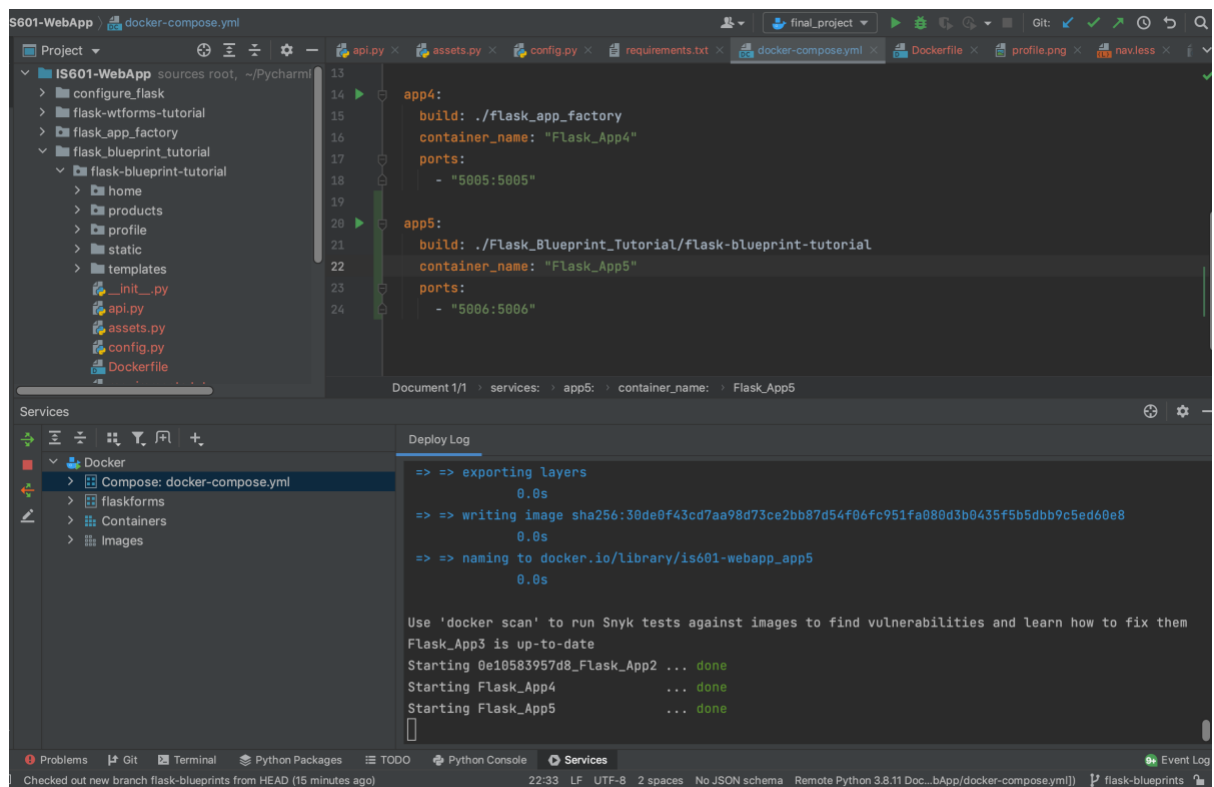 S601-WebApp docker-compose.yml final_project Git:
Project api.py assets.py config.py requirements.txt docker-compose.yml Dockerfile profile.png nav.less
IS601-WebApp sources root, ~/PycharmP
configure_flask
flask-wtforms-tutorial
flask_app_factory
flask_blueprint_tutorial
flask-blueprint-tutorial
home
products
profile
static
templates
__init__.py
api.py
assets.py
config.py
Dockerfile
13
14 app4:
15 build: ./flask_app_factory
16 container_name: "Flask_App4"
17 ports:
18 - "5005:5005"
19
20 app5:
21 build: ./Flask_Blueprint_Tutorial/flask-blueprint-tutorial
22 container_name: "Flask_App5"
23 ports:
24 - "5006:5006"
Document 1/1 services: app5: container_name: Flask_App5
Services
Deploy Log
Docker
Compose: docker-compose.yml
flaskforms
Containers
Images
=> => exporting layers
0.0s
=> => writing image sha256:30de0f43cd7aa98d73ce2bb87d54f06fc951fa080d3b0435f5b5dbb9c5ed60e8
0.0s
=> => naming to docker.io/library/is601-webapp_app5
0.0s
Use 'docker scan' to run Snyk tests against images to find vulnerabilities and learn how to fix them
Flask_App3 is up-to-date
Starting 0e10583957d8_Flask_App2 ... done
Starting Flask_App4 ... done
Starting Flask_App5 ... done
Problems Git Terminal Python Packages TODO Python Console Services 9+ Event Log
Checked out new branch flask-blueprints from HEAD (15 minutes ago) 22:33 LF UTF-8 2 spaces No JSON schema Remote Python 3.8.11 Doc...bApp/docker-compose.yml]) flask-blueprints